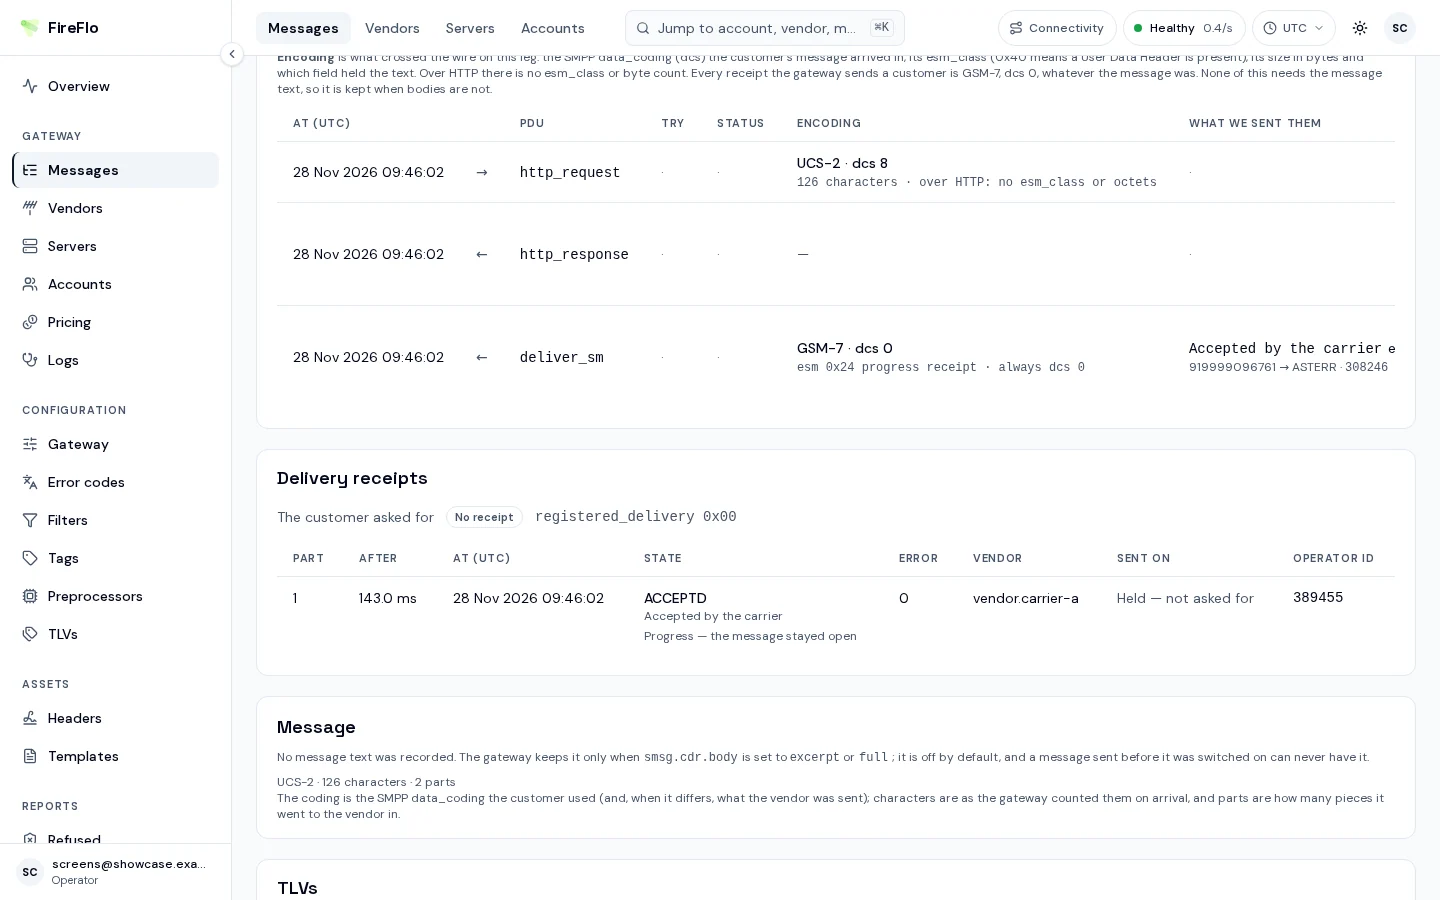 FireFlo
Messages
Vendors
Servers
Accounts
Jump to account, vendor, m...
⌘K
Connectivity
Healthy 0.4/s
UTC
SC
Overview
GATEWAY
Messages
Vendors
Servers
Accounts
Pricing
Logs
CONFIGURATION
Gateway
Error codes
Filters
Tags
Preprocessors
TLVs
ASSETS
Headers
Templates
REPORTS
Refused
SC
screens@showcase.exa...
Operator
Encoding is what crossed the wire on this leg: the SMPP data_coding (dcs) the customer's message arrived in, its esm_class (0x40 means a User Data Header is present), its size in bytes and
which field held the text. Over HTTP there is no esm_class or byte count. Every receipt the gateway sends a customer is GSM-7, dcs 0, whatever the message was. None of this needs the message
text, so it is kept when bodies are not.
AT (UTC) PDU TRY STATUS ENCODING WHAT WE SENT THEM
28 Nov 2026 09:46:02 → http_request · · UCS-2 · dcs 8 ·
126 characters · over HTTP: no esm_class or octets
28 Nov 2026 09:46:02 ← http_response · · — ·
28 Nov 2026 09:46:02 ← deliver_sm · · GSM-7 · dcs 0 Accepted by the carrier e
esm 0x24 progress receipt · always dcs 0 919999096761 → ASTERR · 308246
Delivery receipts
The customer asked for No receipt registered_delivery 0x00
PART AFTER AT (UTC) STATE ERROR VENDOR SENT ON OPERATOR ID
1 143.0 ms 28 Nov 2026 09:46:02 ACCEPTD 0 vendor.carrier-a Held — not asked for 389455
Accepted by the carrier
Progress — the message stayed open
Message
No message text was recorded. The gateway keeps it only when smsg.cdr.body is set to excerpt or full ; it is off by default, and a message sent before it was switched on can never have it.
UCS-2 · 126 characters · 2 parts
The coding is the SMPP data_coding the customer used (and, when it differs, what the vendor was sent); characters are as the gateway counted them on arrival, and parts are how many pieces it
went to the vendor in.
TLVs